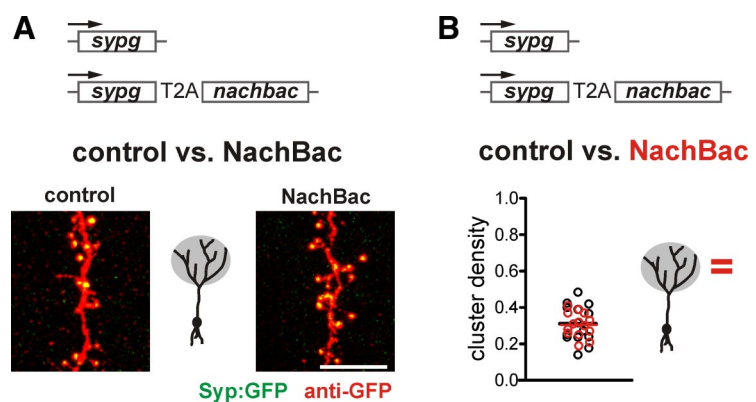 A
sypg
sypg T2A nachbac
control vs. NachBac
control
NachBac
Syp:GFP anti-GFP
B
sypg
sypg T2A nachbac
control vs. NachBac
cluster density
1.0
0.8
0.6
0.4
0.2
0.0
=